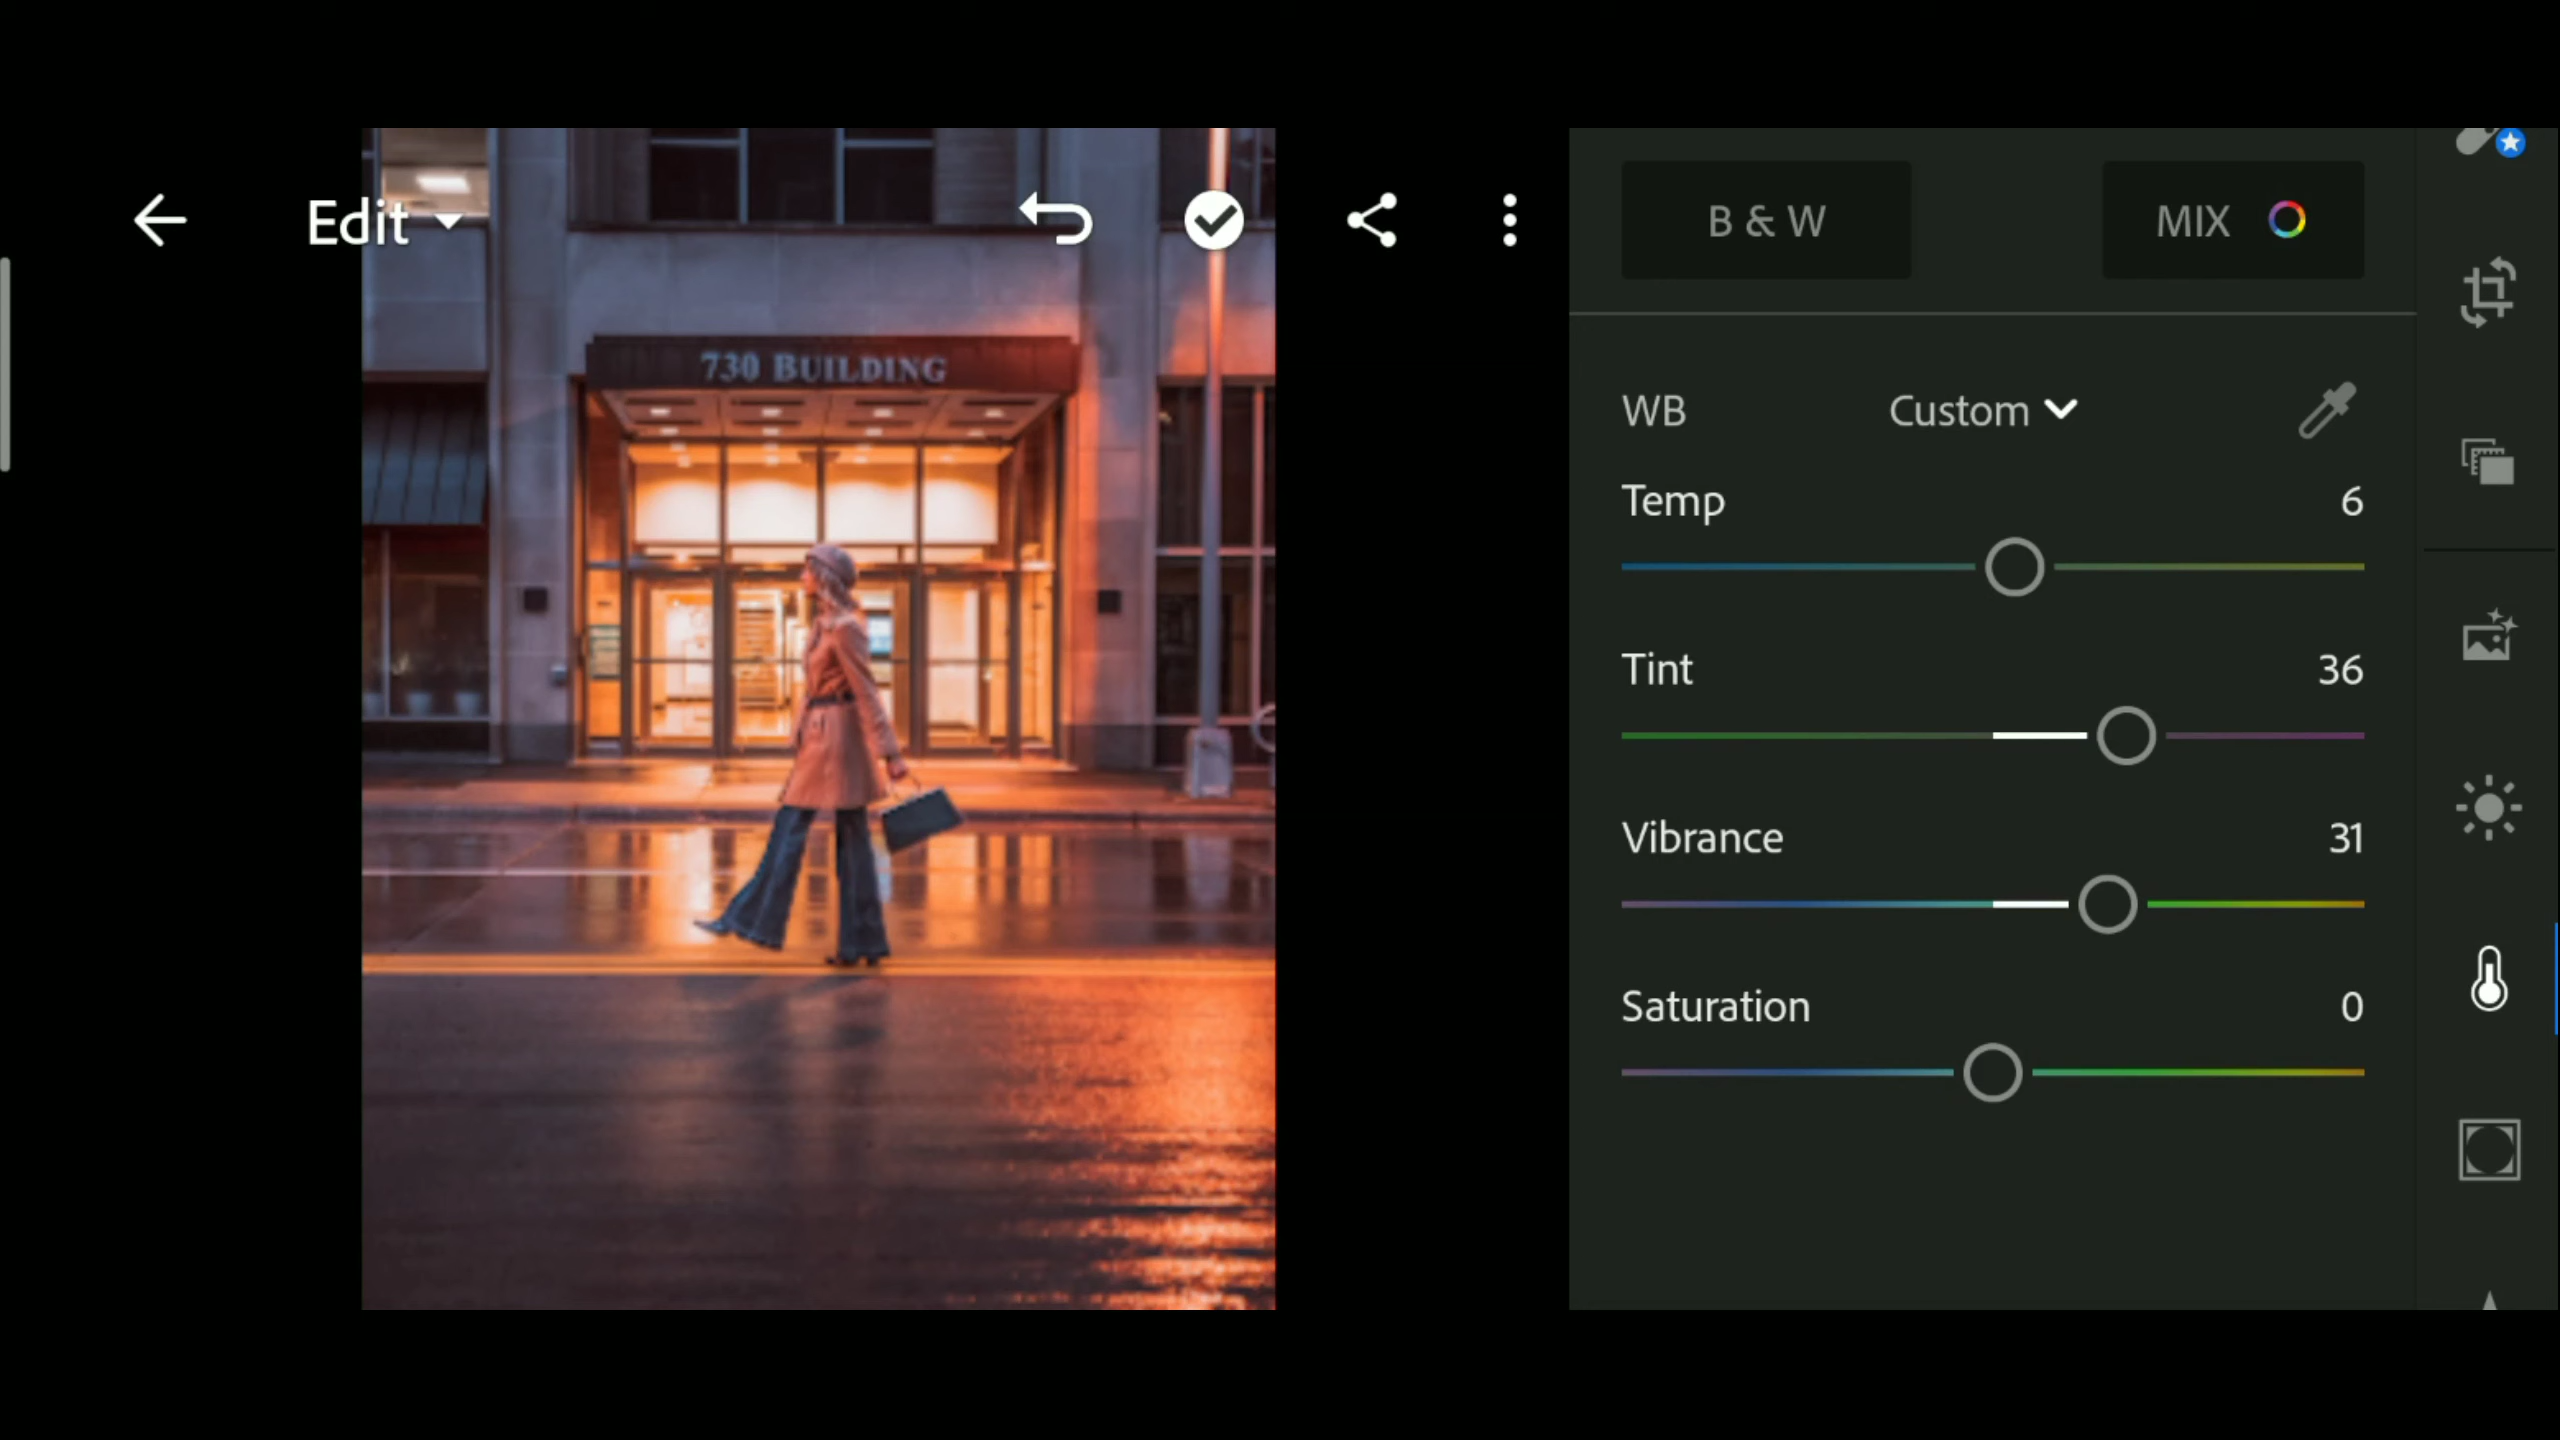 Edit
B & W
MIX
730 BUILDING
WB
Custom
Temp
6
Tint
36
Vibrance
31
Saturation
0